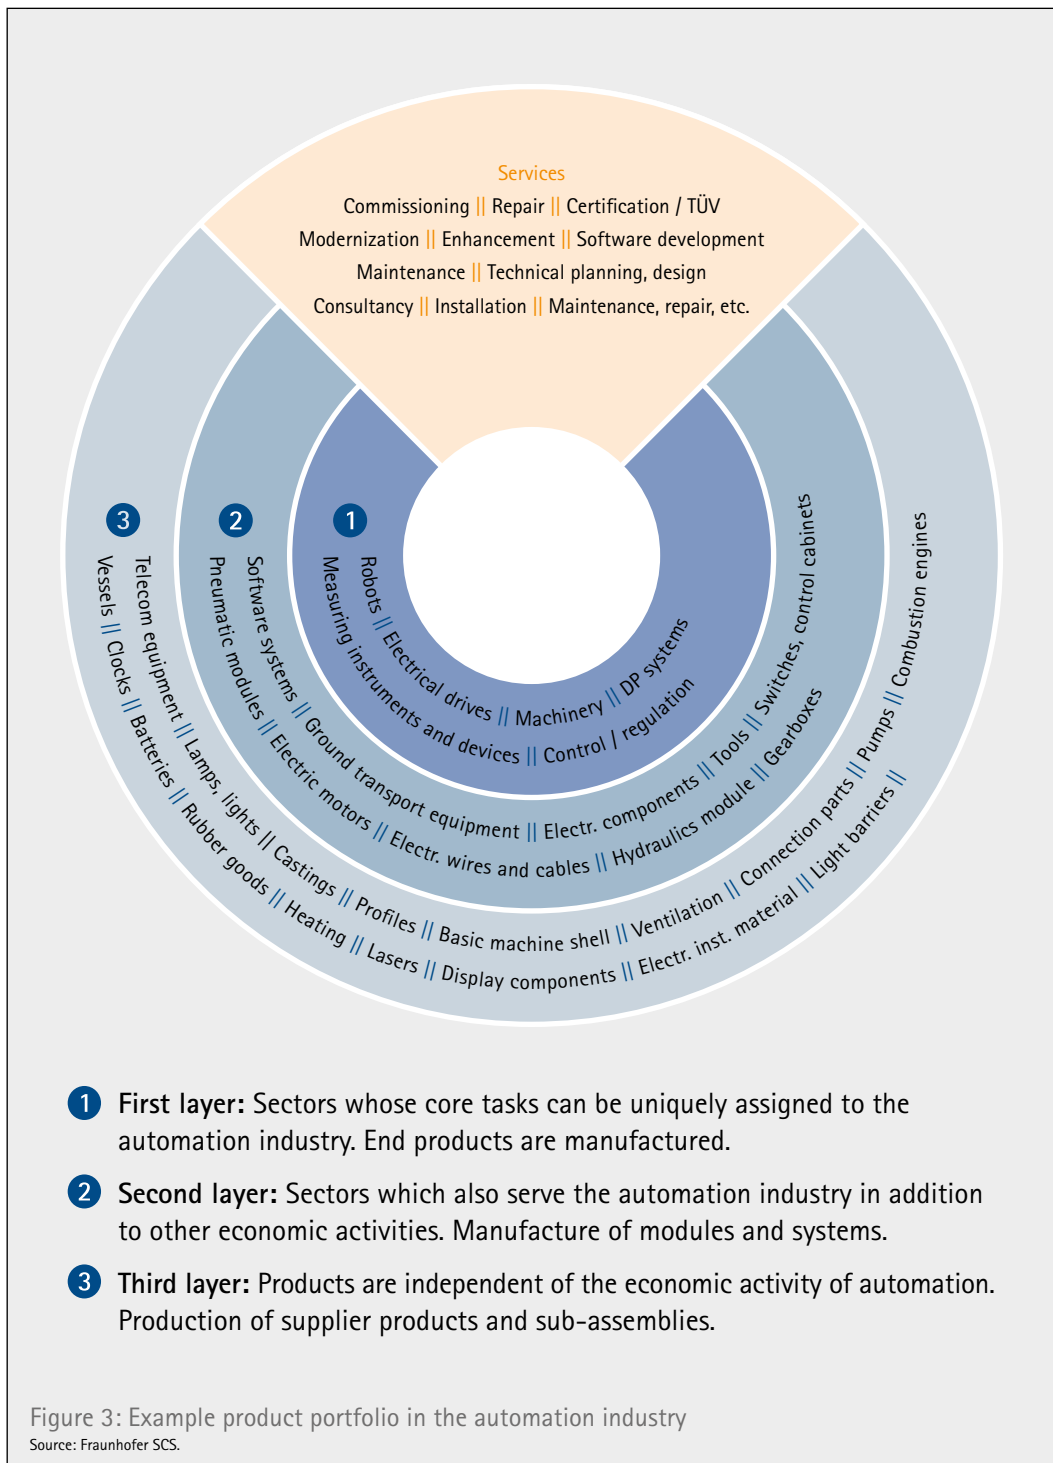 Services
Commissioning || Repair || Certification / TÜV
Modernization || Enhancement || Software development
Maintenance || Technical planning, design
Consultancy || Installation || Maintenance, repair, etc.
3
Telecom equipment || Lamps, lights || Castings || Profiles || Basic machine shell || Ventilation || Connection parts || Pumps || Combustion engines
Vessels || Clocks || Batteries || Rubber goods || Heating || Lasers || Display components || Electr. inst. material || Light barriers ||
2
Software systems || Ground transport equipment || Electr. components || Tools || Switches, control cabinets
Pneumatic modules || Electric motors || Electr. wires and cables || Hydraulics module || Gearboxes
1
Robots || Electrical drives || Machinery || DP systems
Measuring instruments and devices || Control / regulation
1 First layer: Sectors whose core tasks can be uniquely assigned to the
automation industry. End products are manufactured.
2 Second layer: Sectors which also serve the automation industry in addition
to other economic activities. Manufacture of modules and systems.
3 Third layer: Products are independent of the economic activity of automation.
Production of supplier products and sub-assemblies.
Figure 3: Example product portfolio in the automation industry
Source: Fraunhofer SCS.